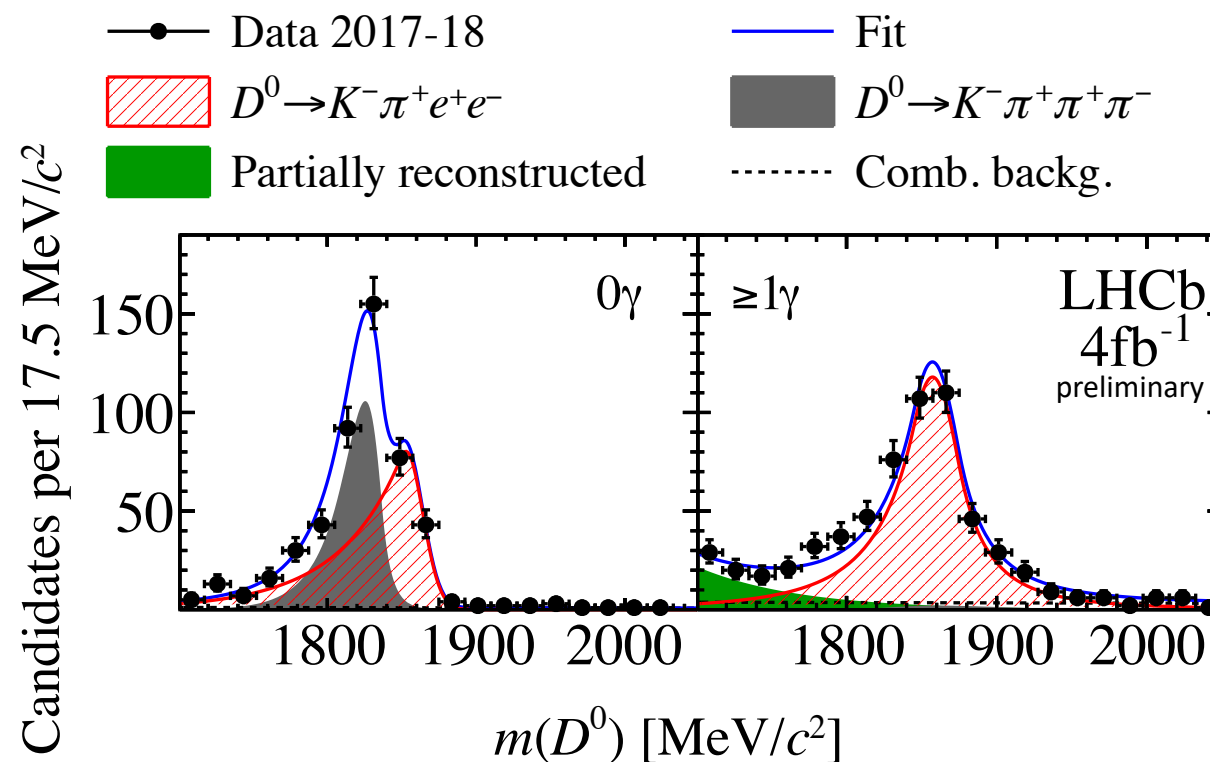 Data 2017-18
Fit
D⁰→K⁻π⁺e⁺e⁻
D⁰→K⁻π⁺π⁺π⁻
Partially reconstructed
Comb. backg.
Candidates per 17.5 MeV/c²
150
100
50
0γ
≥1γ
LHCb
4fb⁻¹
preliminary
1800 1900 2000
1800 1900 2000
m(D⁰) [MeV/c²]